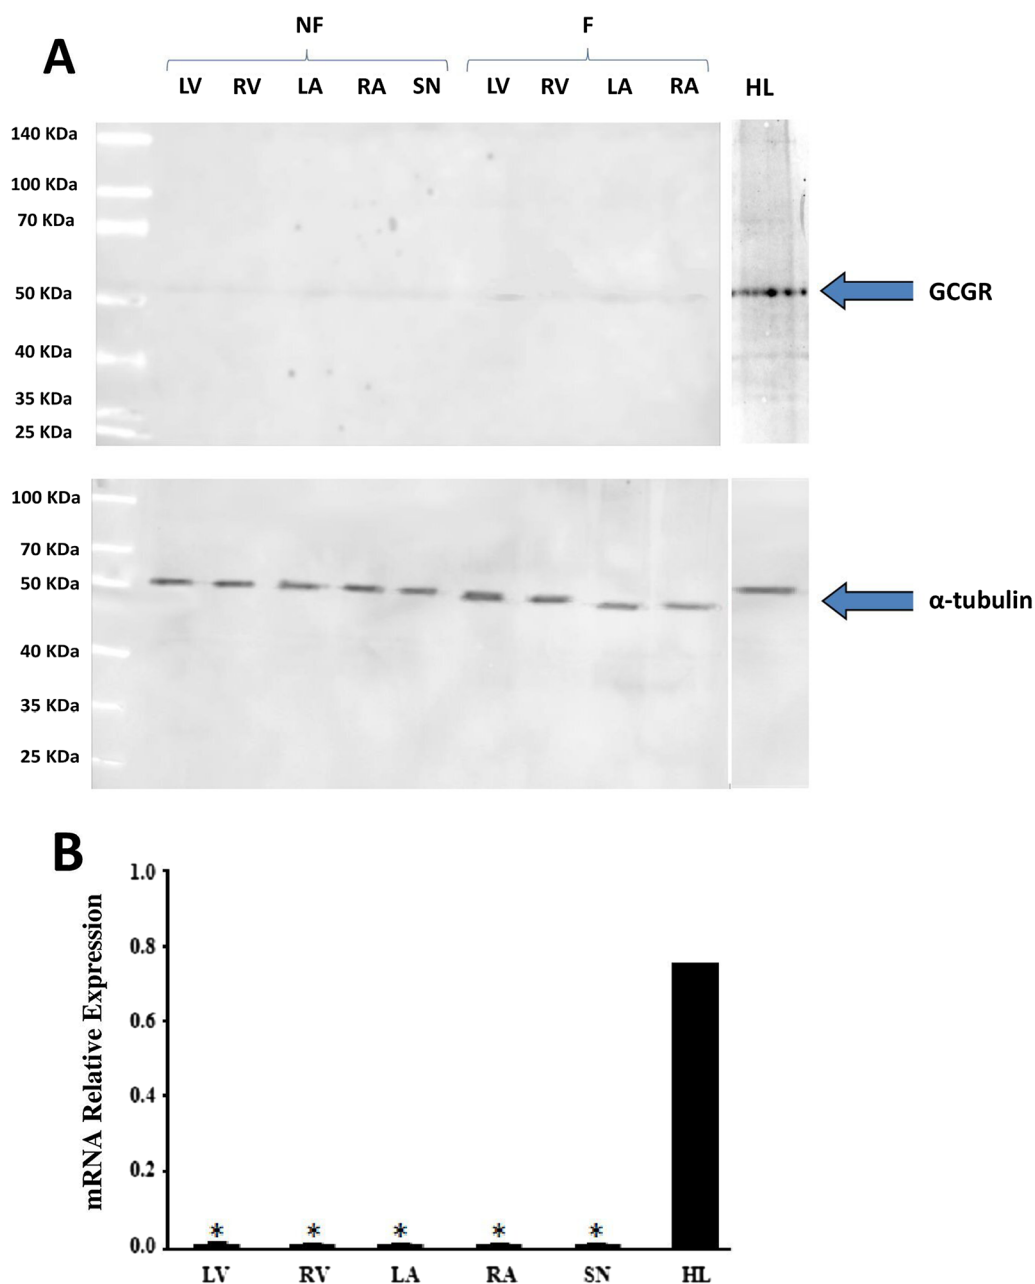 A
NF F
LV RV LA RA SN LV RV LA RA HL
140 KDa
100 KDa
70 KDa
50 KDa
GCGR
40 KDa
35 KDa
25 KDa
100 KDa
70 KDa
50 KDa
α-tubulin
40 KDa
35 KDa
25 KDa
B
mRNA Relative Expression
1.0
0.8
0.6
0.4
0.2
0.0
* * * * *
LV RV LA RA SN HL